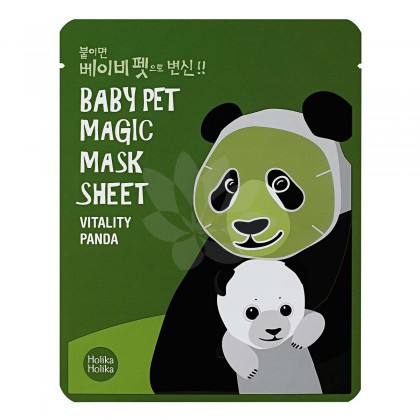 붙이면
베이비 펫으로 변신!!
BABY PET
MAGIC
MASK
SHEET
VITALITY
PANDA
Holika
Holika